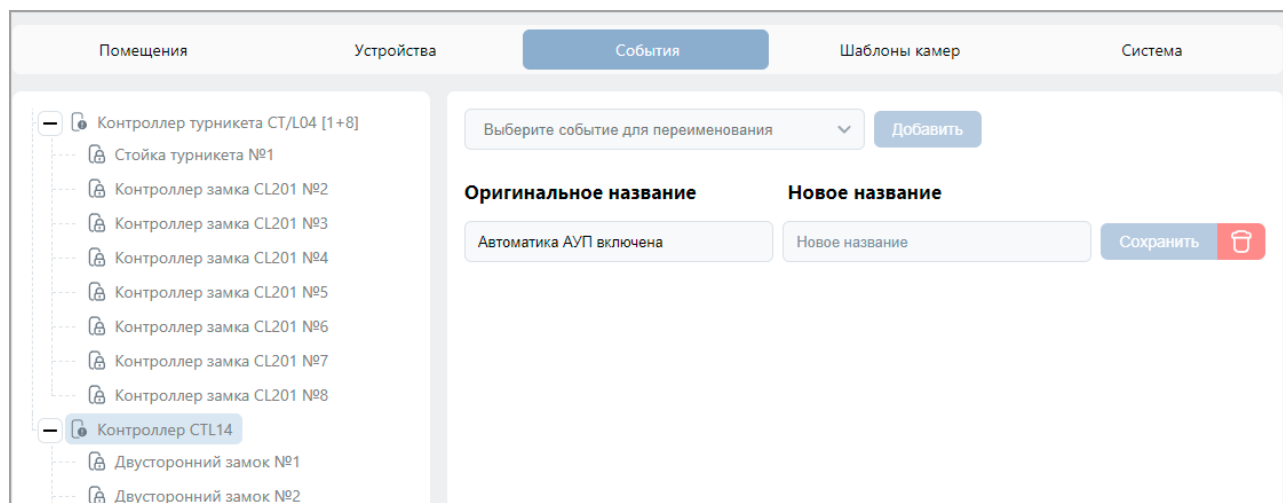 Помещения Устройства События Шаблоны камер Система
Контроллер турникета CT/L04 [1+8]
Стойка турникета №1
Контроллер замка CL201 №2
Контроллер замка CL201 №3
Контроллер замка CL201 №4
Контроллер замка CL201 №5
Контроллер замка CL201 №6
Контроллер замка CL201 №7
Контроллер замка CL201 №8
Контроллер CTL14
Двусторонний замок №1
Двусторонний замок №2
Выберите событие для переименования Добавить
Оригинальное название Новое название
Автоматика АУП включена Новое название Сохранить